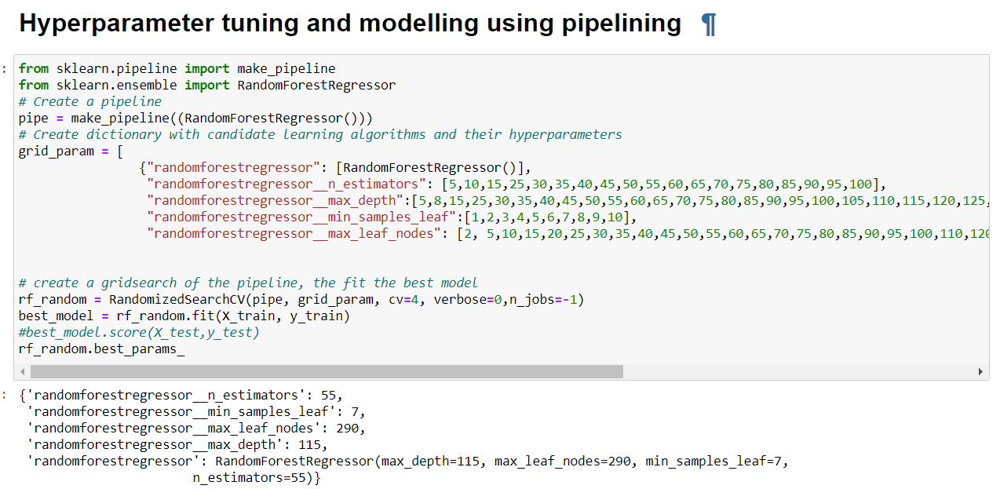 Hyperparameter tuning and modelling using pipelining ¶
: from sklearn.pipeline import make_pipeline
from sklearn.ensemble import RandomForestRegressor
# Create a pipeline
pipe = make_pipeline((RandomForestRegressor()))
# Create dictionary with candidate learning algorithms and their hyperparameters
grid_param = [
{"randomforestregressor": [RandomForestRegressor()],
"randomforestregressor__n_estimators": [5,10,15,25,30,35,40,45,50,55,60,65,70,75,80,85,90,95,100],
"randomforestregressor__max_depth":[5,8,15,25,30,35,40,45,50,55,60,65,70,75,80,85,90,95,100,105,110,115,120,125,
"randomforestregressor__min_samples_leaf":[1,2,3,4,5,6,7,8,9,10],
"randomforestregressor__max_leaf_nodes": [2, 5,10,15,20,25,30,35,40,45,50,55,60,65,70,75,80,85,90,95,100,110,120
# create a gridsearch of the pipeline, the fit the best model
rf_random = RandomizedSearchCV(pipe, grid_param, cv=4, verbose=0,n_jobs=-1)
best_model = rf_random.fit(X_train, y_train)
#best_model.score(X_test,y_test)
rf_random.best_params_
: {'randomforestregressor__n_estimators': 55,
'randomforestregressor__min_samples_leaf': 7,
'randomforestregressor__max_leaf_nodes': 290,
'randomforestregressor__max_depth': 115,
'randomforestregressor': RandomForestRegressor(max_depth=115, max_leaf_nodes=290, min_samples_leaf=7,
n_estimators=55)}